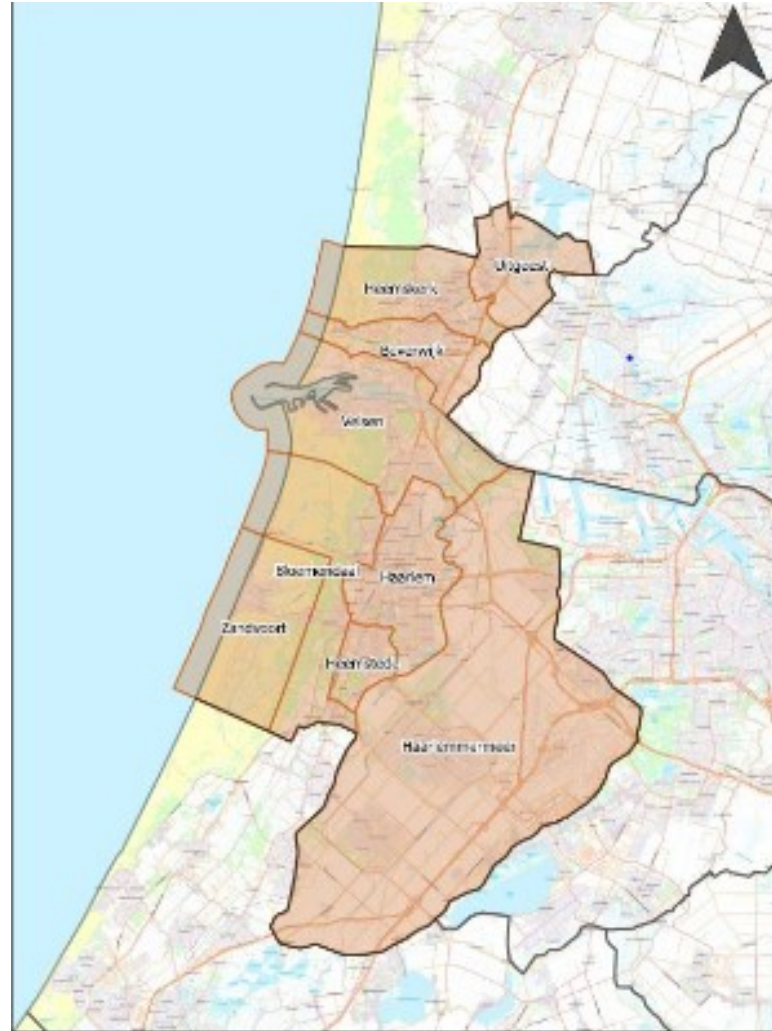 Uitgeest
Heemskerk
Beverwijk
Velsen
Bloemendaal
Haarlem
Zandvoort
Heemstede
Haarlemmermeer